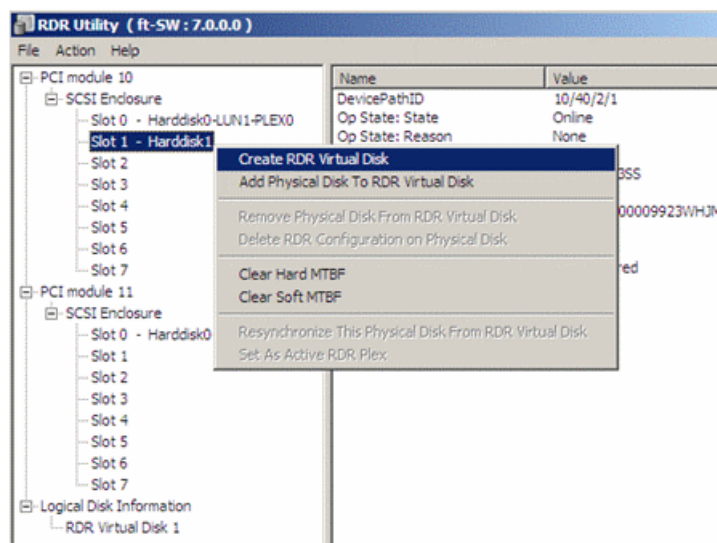 RDR Utility ( ft-SW : 7.0.0.0 )
File Action Help
PCI module 10
SCSI Enclosure
Slot 0 - Harddisk0-LUN1-PLEX0
Slot 1 - Harddisk1
Slot 2
Slot 3
Slot 4
Slot 5
Slot 6
Slot 7
PCI module 11
SCSI Enclosure
Slot 0 - Harddisk0
Slot 1
Slot 2
Slot 3
Slot 4
Slot 5
Slot 6
Slot 7
Logical Disk Information
RDR Virtual Disk 1
Name Value
DevicePathID 10/40/2/1
Op State: State Online
Op State: Reason None
Create RDR Virtual Disk
Add Physical Disk To RDR Virtual Disk
Remove Physical Disk From RDR Virtual Disk
Delete RDR Configuration on Physical Disk
Clear Hard MTBF
Clear Soft MTBF
Resynchronize This Physical Disk From RDR Virtual Disk
Set As Active RDR Plex